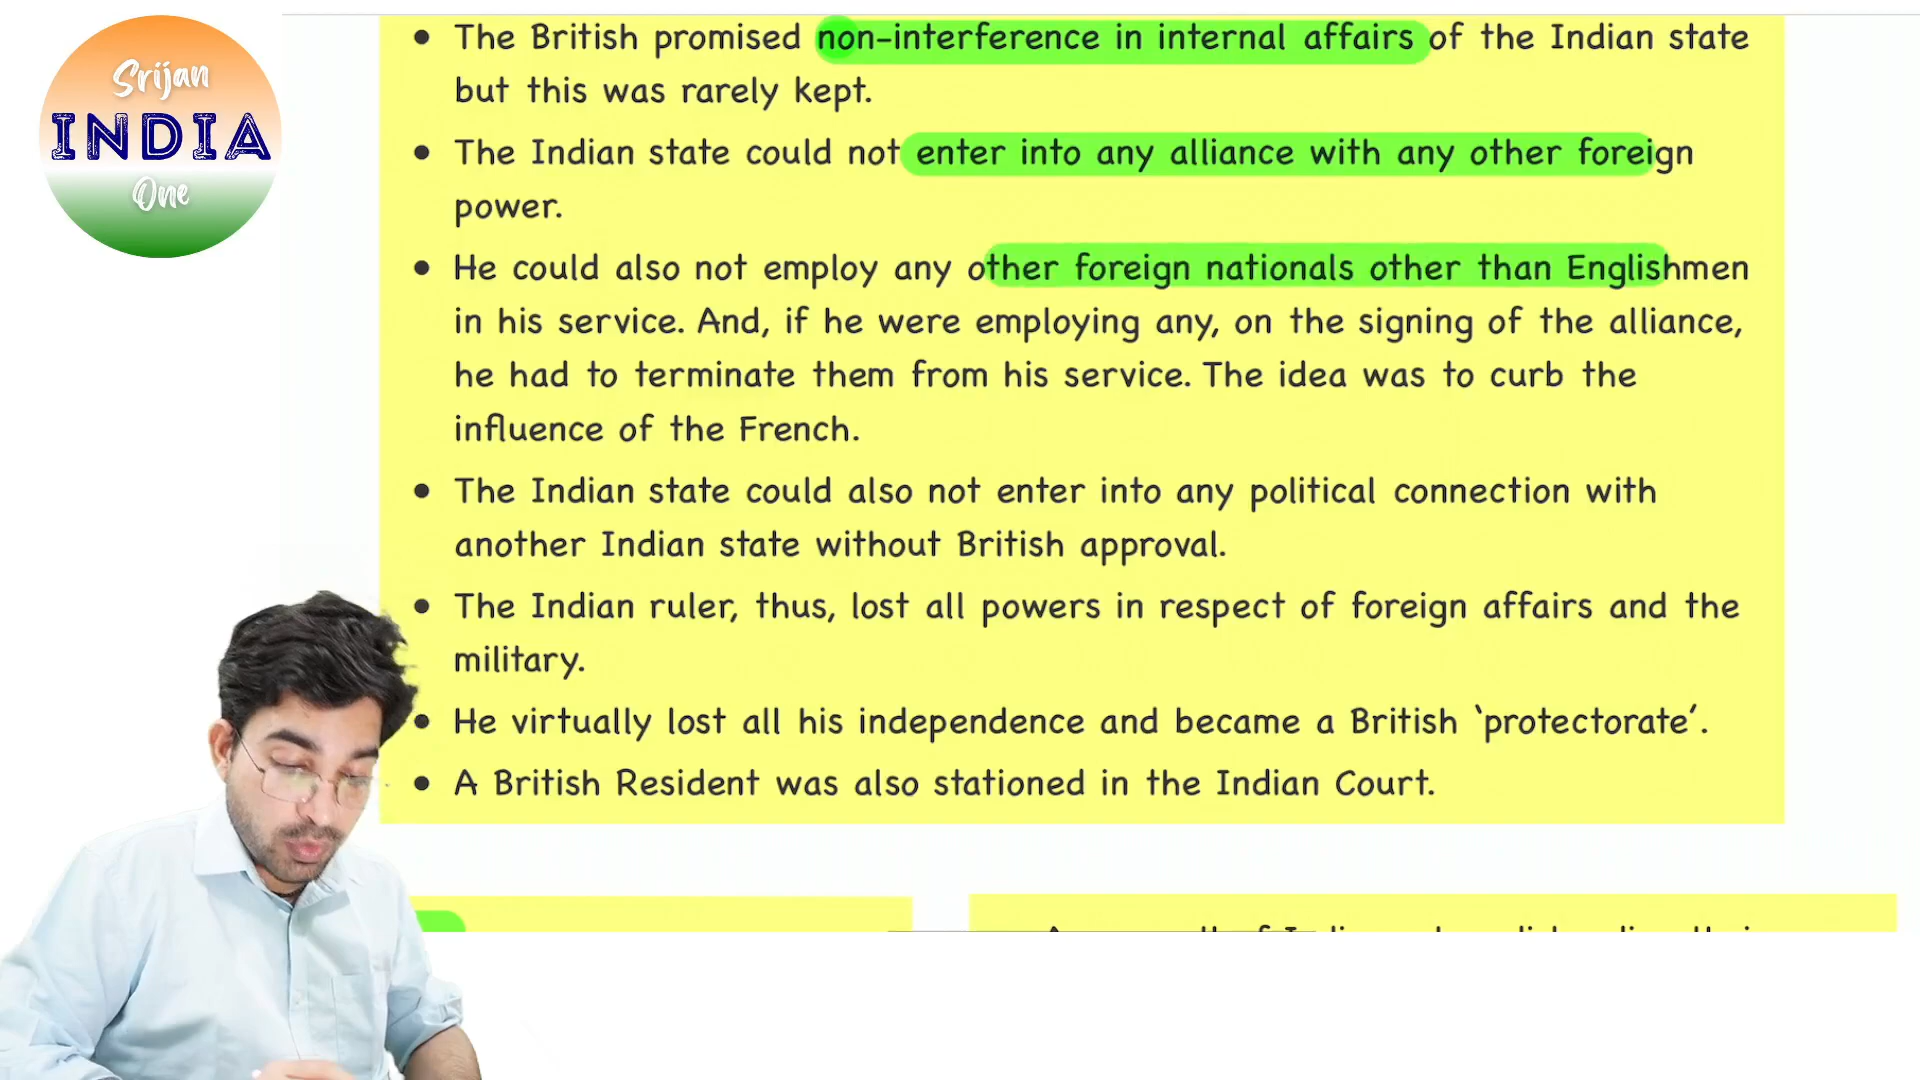 Srijan
INDIA
One
The British promised non-interference in internal affairs of the Indian state
but this was rarely kept.
The Indian state could not enter into any alliance with any other foreign
power.
He could also not employ any other foreign nationals other than Englishmen
in his service. And, if he were employing any, on the signing of the alliance,
he had to terminate them from his service. The idea was to curb the
influence of the French.
The Indian state could also not enter into any political connection with
another Indian state without British approval.
The Indian ruler, thus, lost all powers in respect of foreign affairs and the
military.
He virtually lost all his independence and became a British ‘protectorate’.
A British Resident was also stationed in the Indian Court.